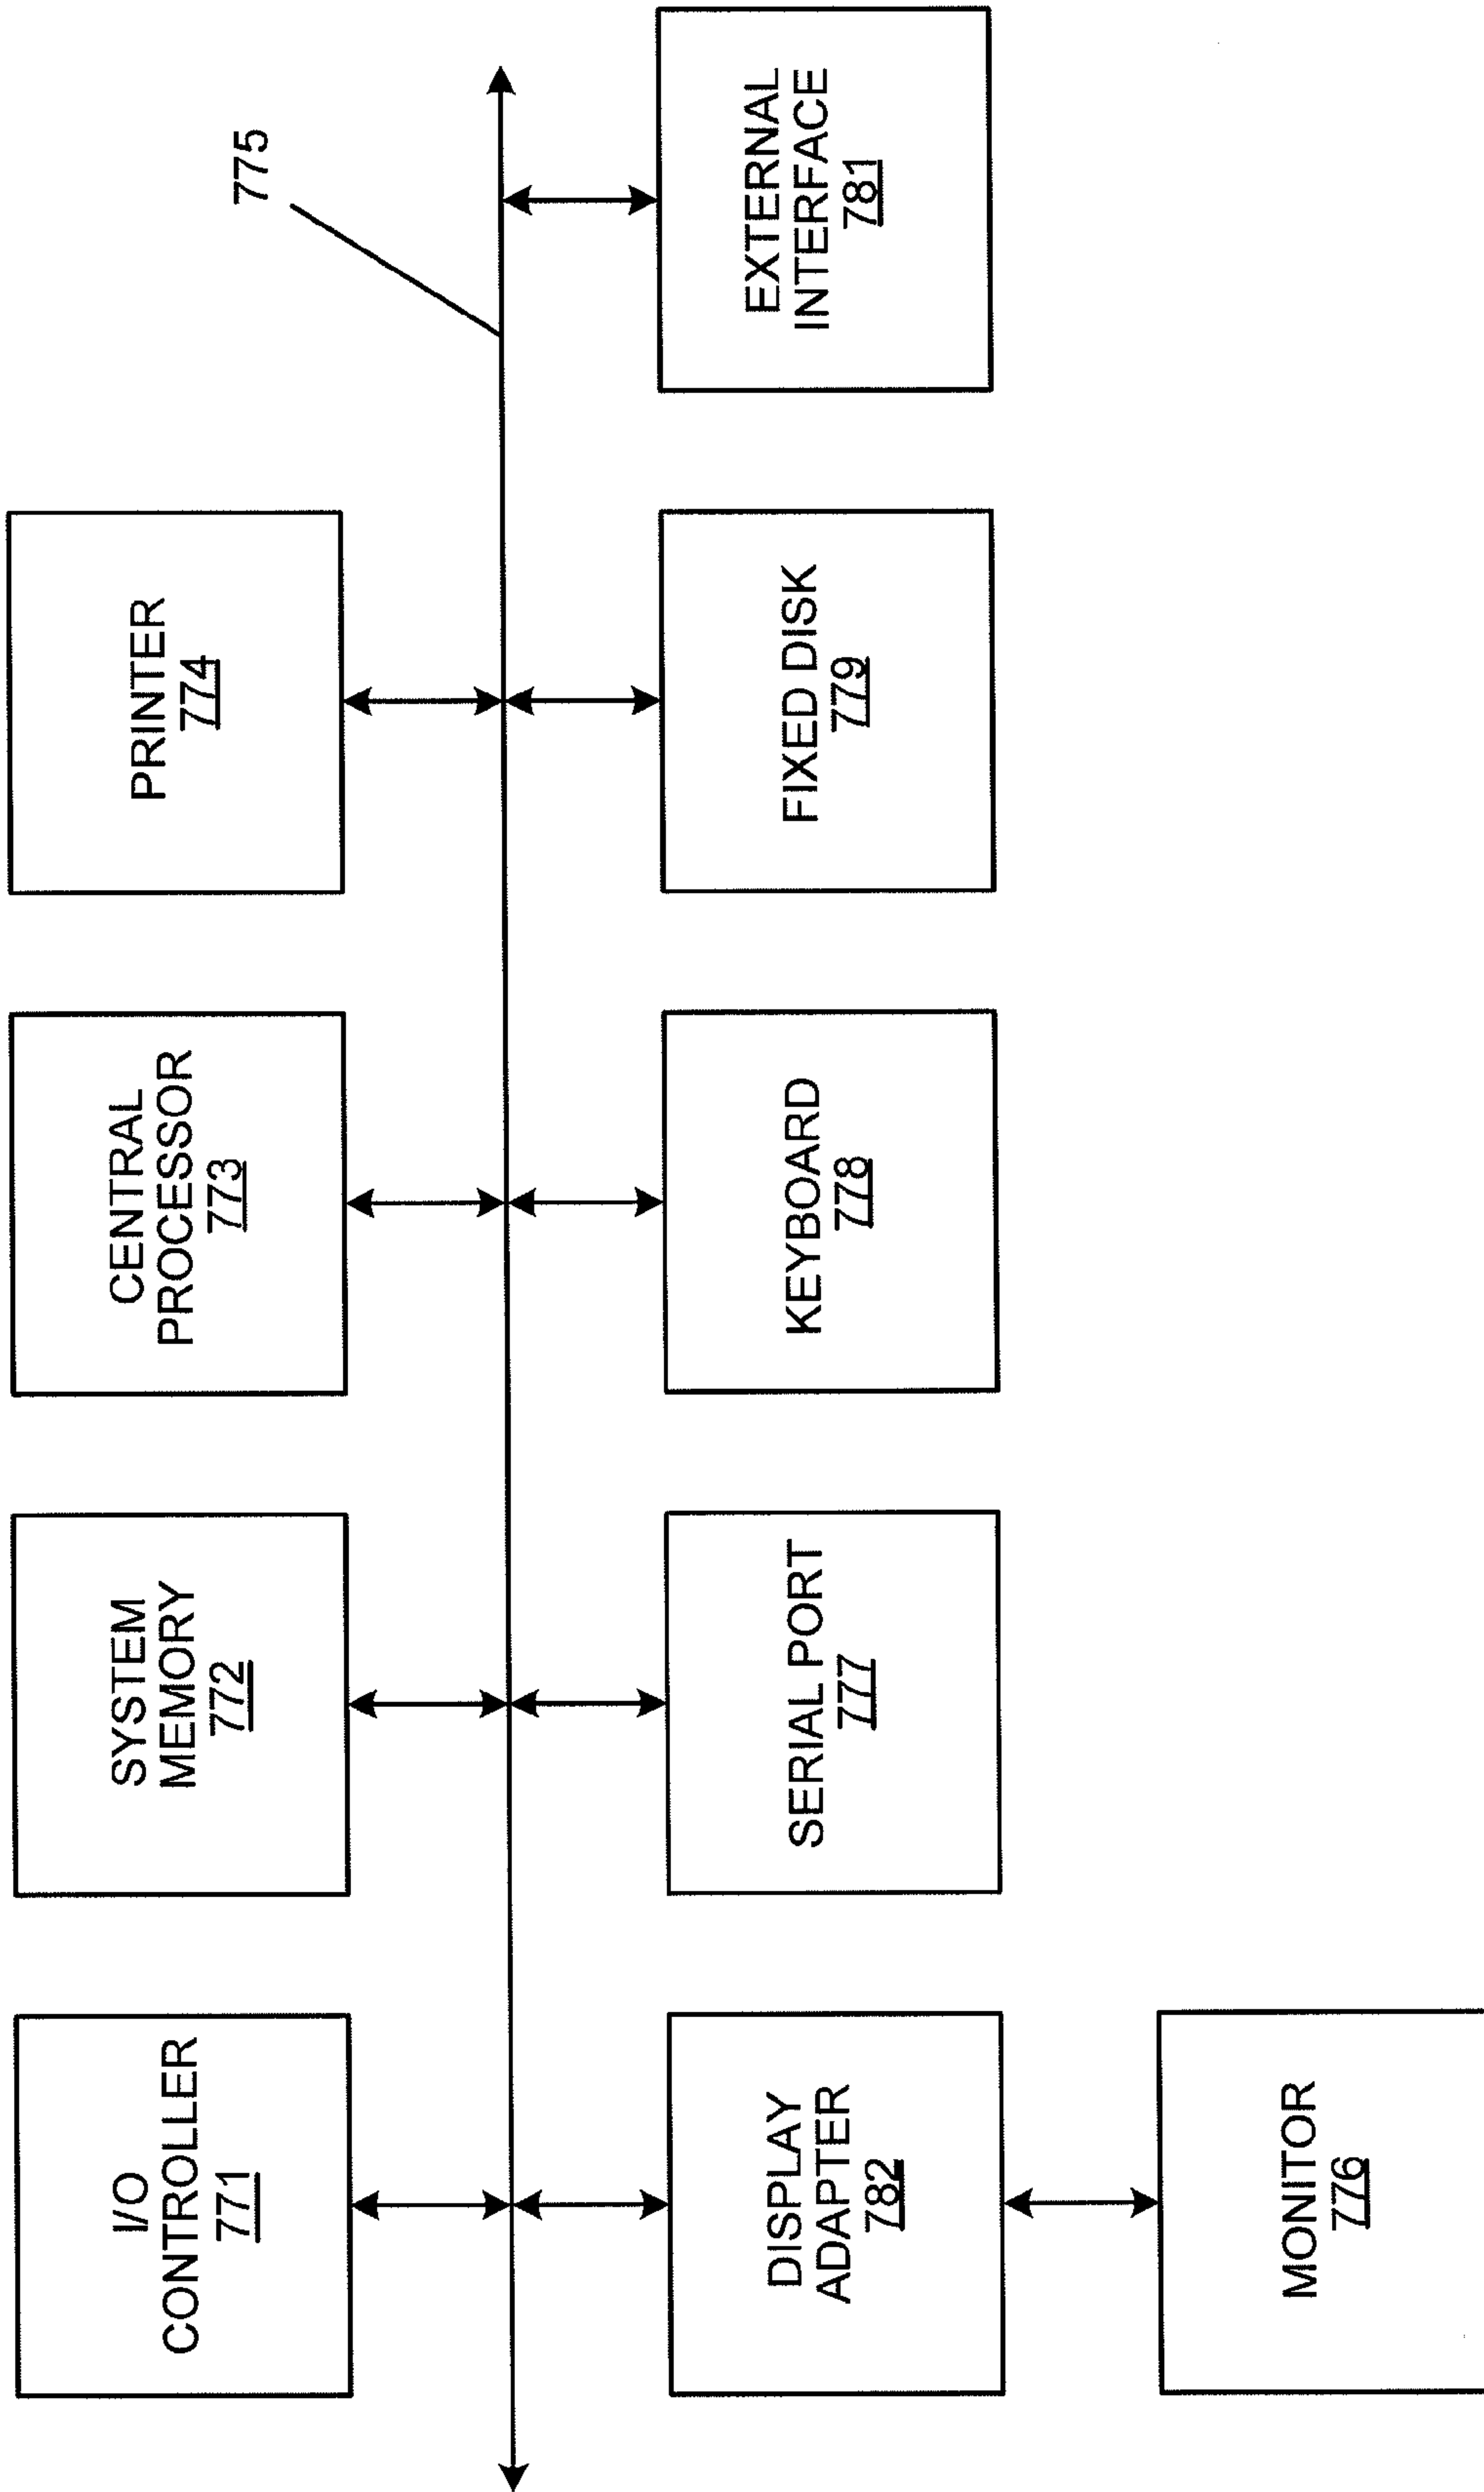 I/O
CONTROLLER
771
SYSTEM
MEMORY
772
CENTRAL
PROCESSOR
773
PRINTER
774
775
DISPLAY
ADAPTER
782
SERIAL PORT
777
KEYBOARD
778
FIXED DISK
779
EXTERNAL
INTERFACE
781
MONITOR
776